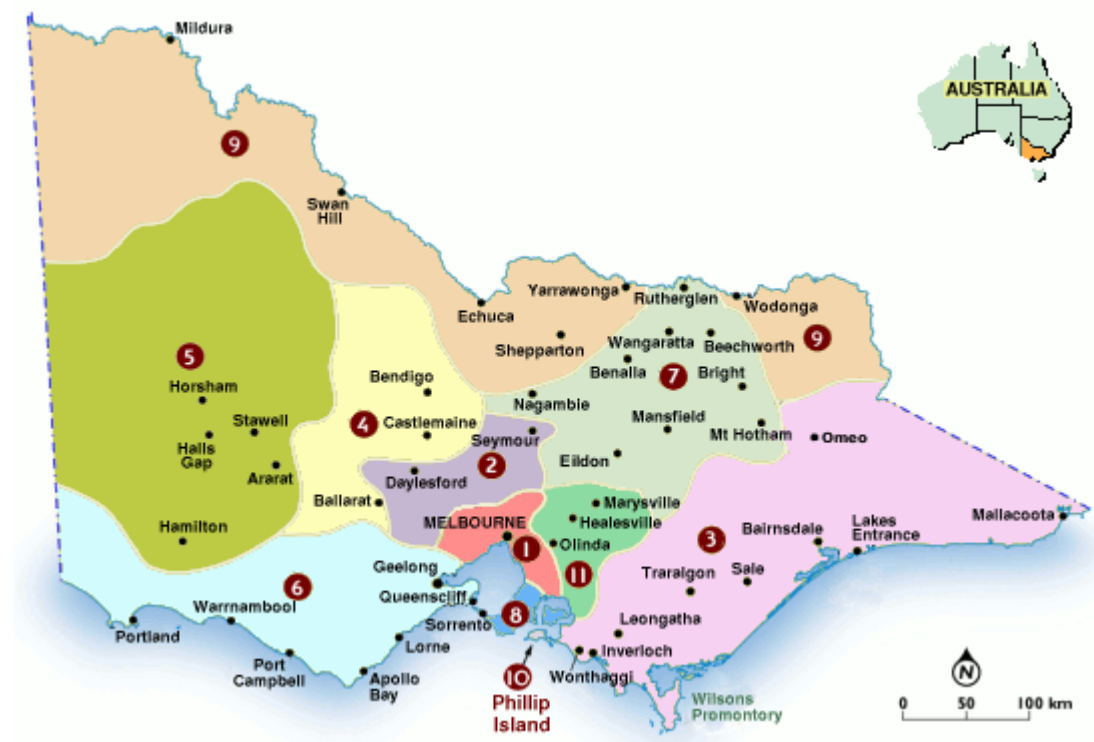 Mildura
AUSTRALIA
9
Swan
Hill
Yarrawonga
Rutherglen
Wodonga
Echuca
Shepparton
Wangaratta
Beechworth
9
5
Benalla
7
Bright
Horsham
Bendigo
Nagambie
Mansfield
Stawell
4
Castlemaine
Seymour
Mt Hotham
Omeo
Halls
Gap
2
Eildon
Ararat
Daylesford
Ballarat
Marysville
Hamilton
MELBOURNE
Healesville
Mallacoota
Olinda
1
3
Bairnsdale
Lakes
Entrance
Geelong
11
Traralgon
Sale
6
Queenscliff
Warrnambool
8
Sorrento
Leongatha
Portland
Lorne
Inverloch
Port
Campbell
Apollo
Bay
10
Wonthaggi
Phillip
Island
Wilsons
Promontory
N
0 50 100 km